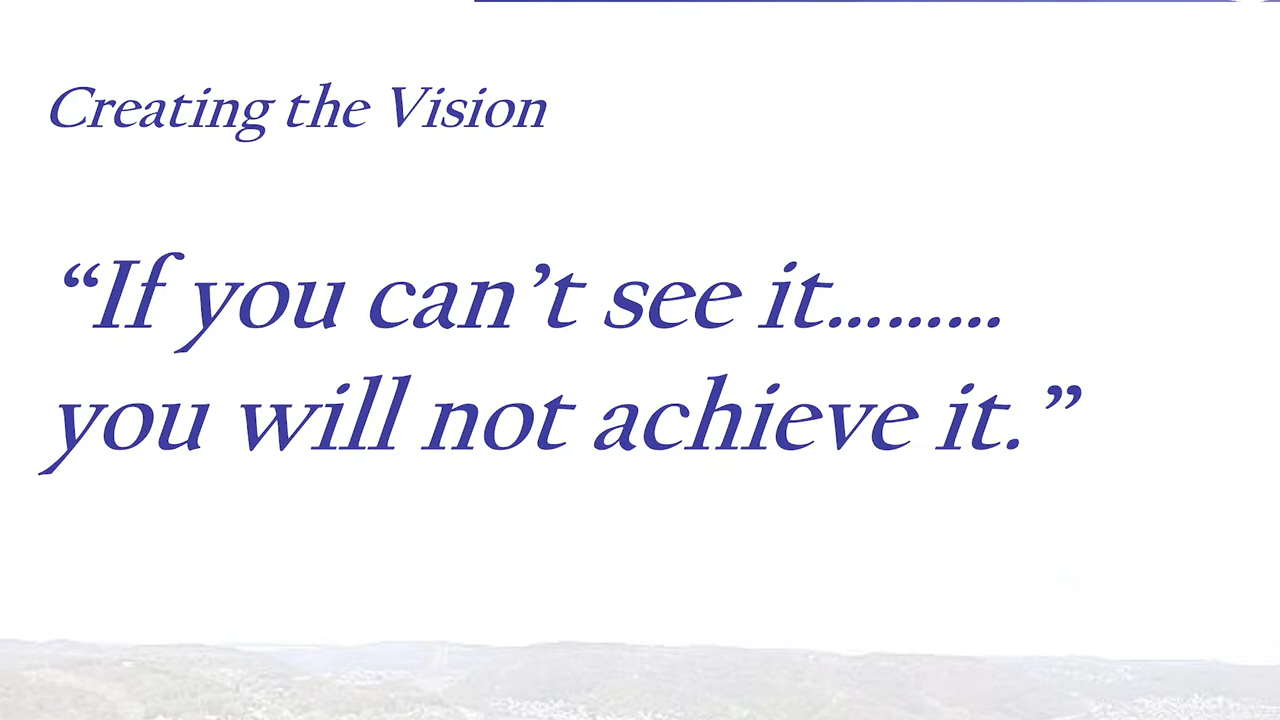 Creating the Vision
“If you can’t see it.........
you will not achieve it.”